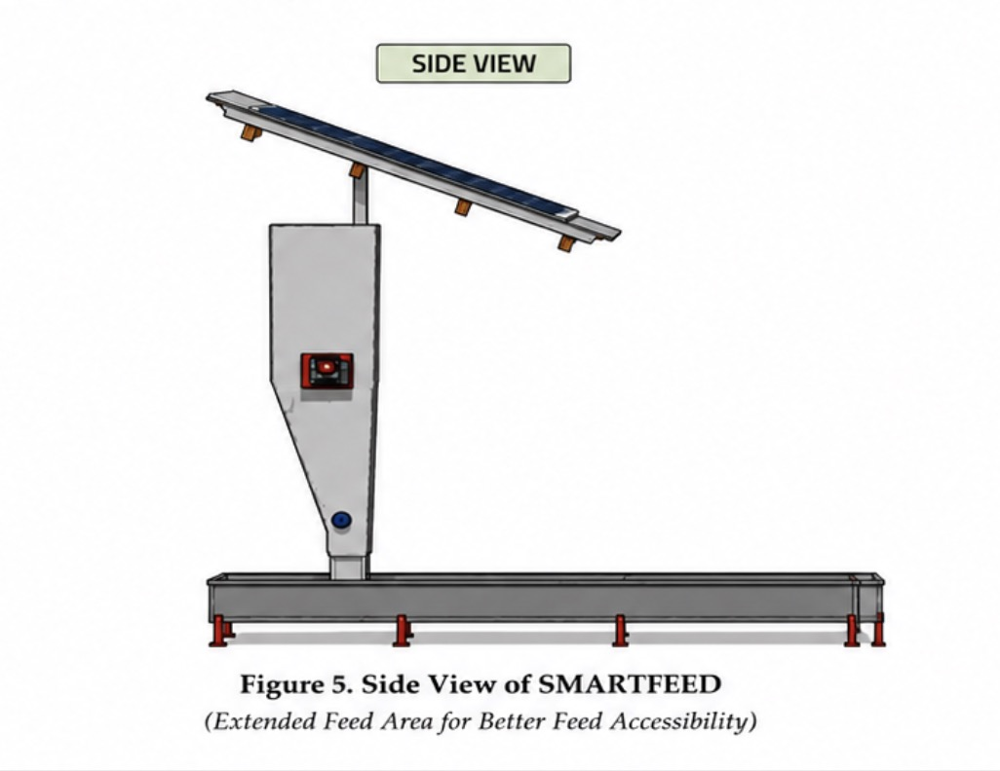 SIDE VIEW
Figure 5. Side View of SMARTFEED
(Extended Feed Area for Better Feed Accessibility)